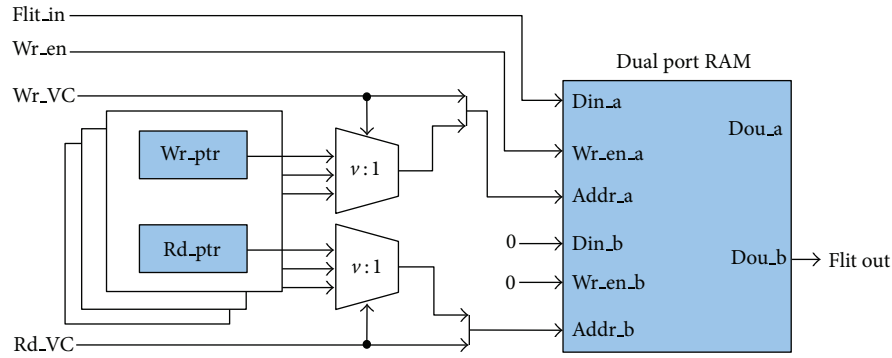 Flit_in
Wr_en
Wr_VC
Dual port RAM
Din_a
Dou_a
Wr_ptr
v : 1
Wr_en_a
Addr_a
Rd_ptr
v : 1
0
Din_b
Dou_b
Flit out
0
Wr_en_b
Addr_b
Rd_VC